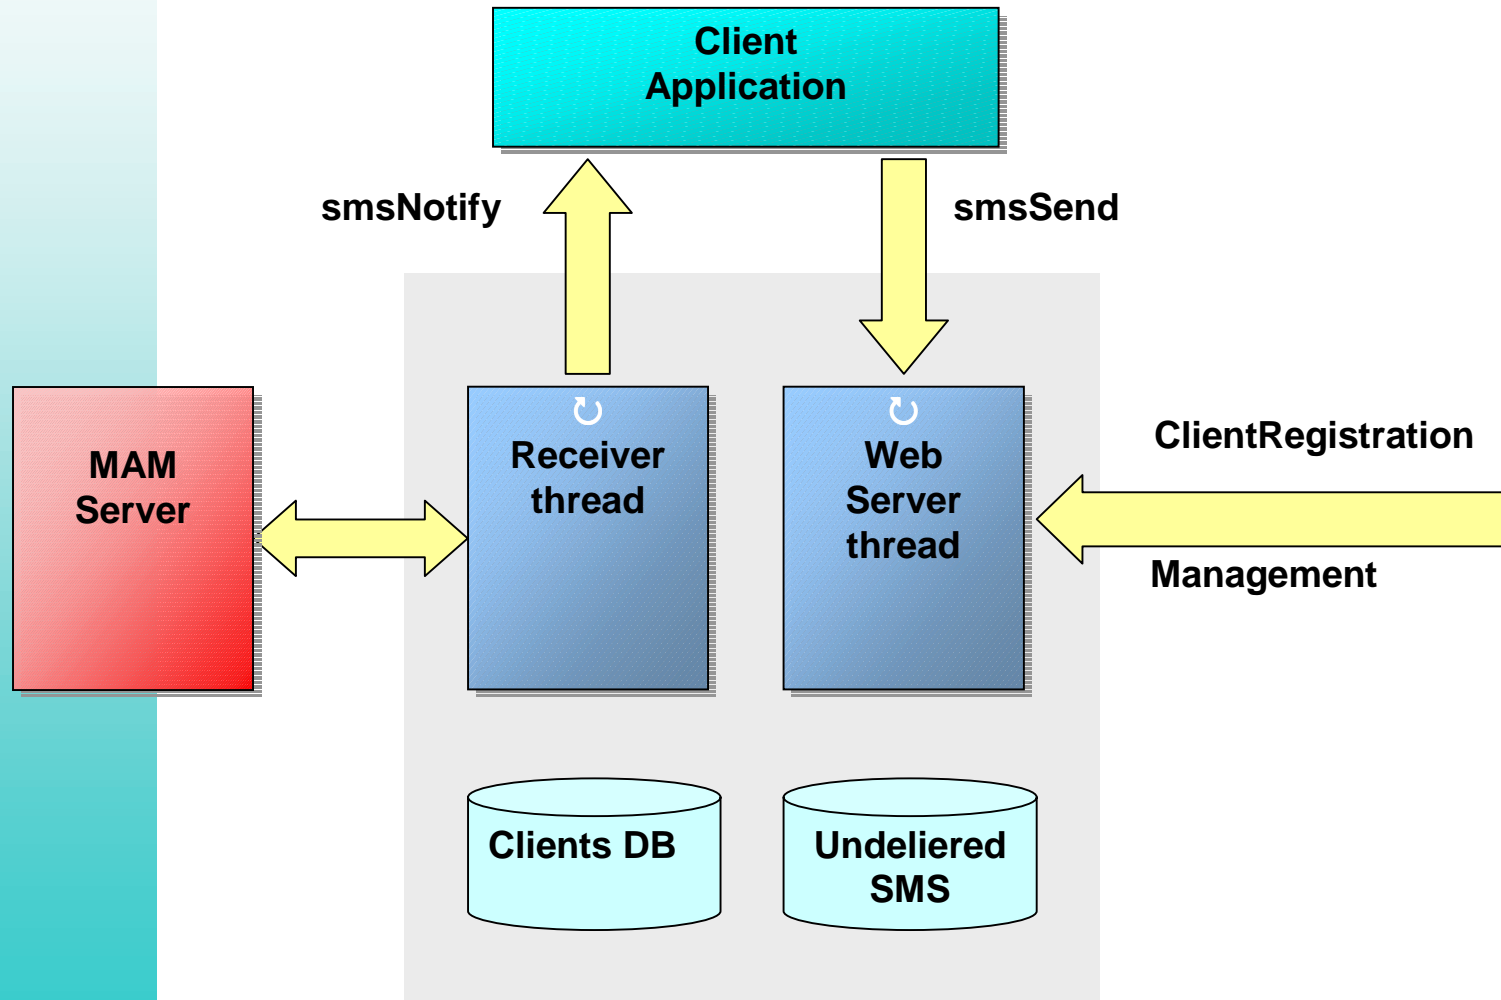 Client
Application
smsNotify
smsSend
MAM
Server
Receiver
thread
Web
Server
thread
ClientRegistration
Management
Clients DB
Undeliered
SMS